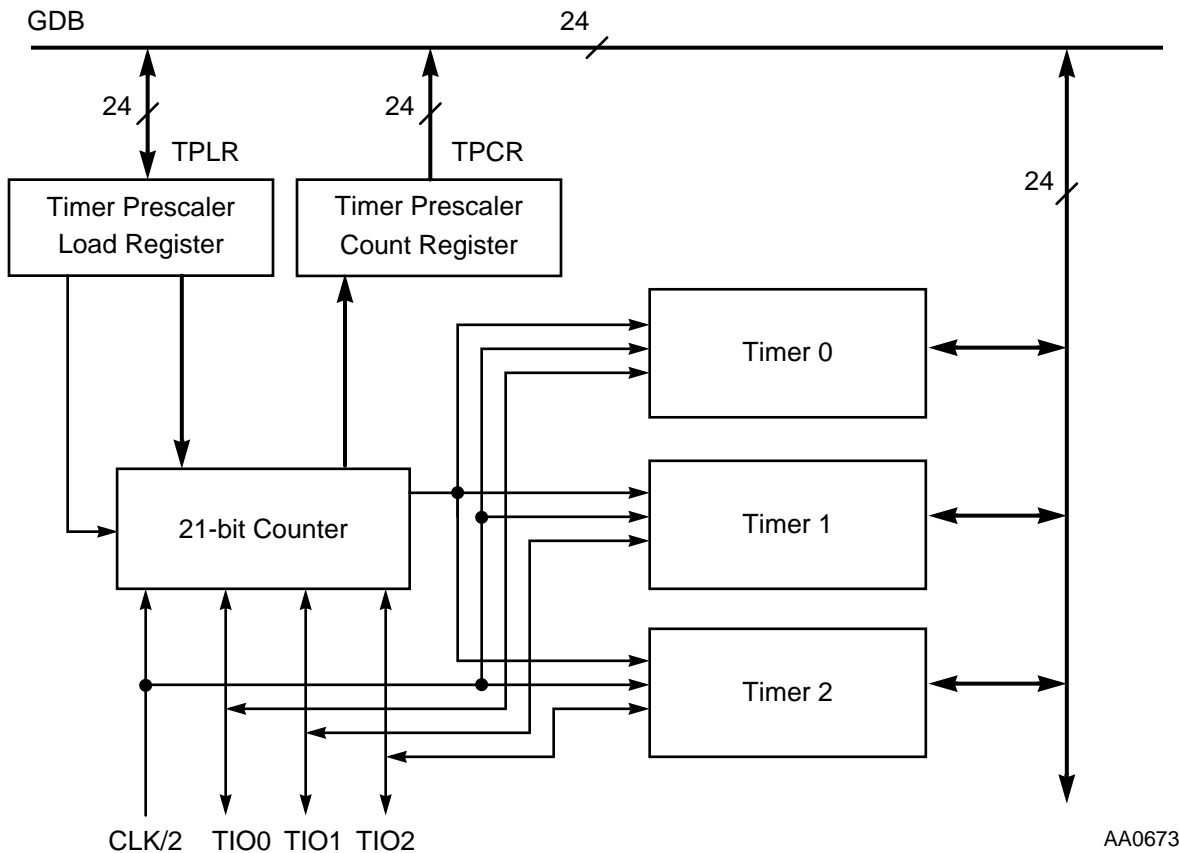 GDB
24
24
TPLR
24
TPCR
24
Timer Prescaler
Load Register
Timer Prescaler
Count Register
Timer 0
21-bit Counter
Timer 1
Timer 2
CLK/2
TIO0
TIO1
TIO2
AA0673